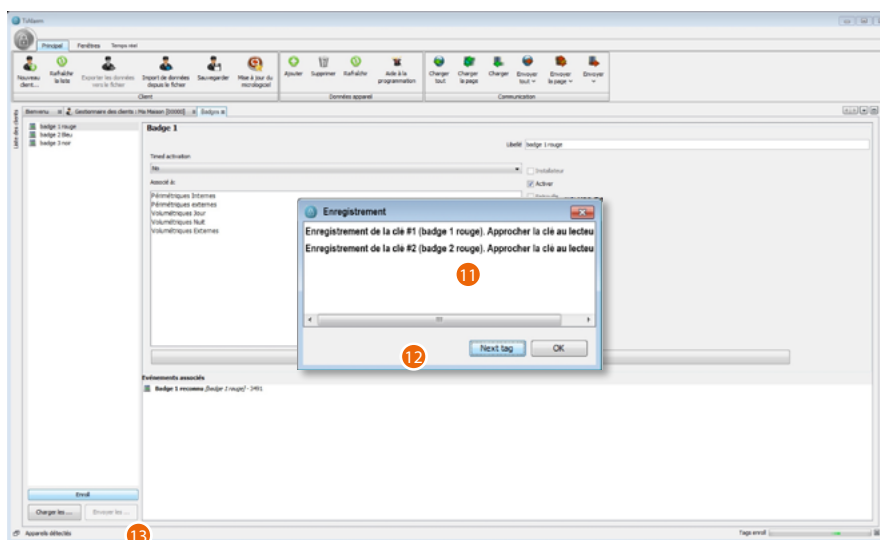 TiAlarm
Principal Fenêtres Temps réel
Nouveau client... Rafraîchir la liste Exporter les données vers le fichier Import de données depuis le fichier Sauvegarder Mise à jour du micrologiciel Ajouter Supprimer Rafraîchir Aide à la programmation Charger tout Charger la page Charger Envoyer tout Envoyer la page Envoyer
Client Données appareil Communication
Liste des clients
Bienvenu Gestionnaire des clients : Ma Maison [00000] Badges
badge 1 rouge
badge 2 Bleu
badge 3 noir
Badge 1
Libellé badge 1 rouge
Timed activation
No
Installateur
Associé à:
Activer
Périmétriques Internes
Périmétriques externes
Volumétriques Jour
Volumétriques Nuit
Volumétriques Externes
Enregistrement
Enregistrement de la clé #1 (badge 1 rouge). Approcher la clé au lecteu
Enregistrement de la clé #2 (badge 2 rouge). Approcher la clé au lecteu
11
12
Next tag OK
Evénements associés
Badge 1 reconnu [badge 1 rouge] - 3491
Enroll
Charger les ... Envoyer les ...
13
Appareils détectés
Tags enroll